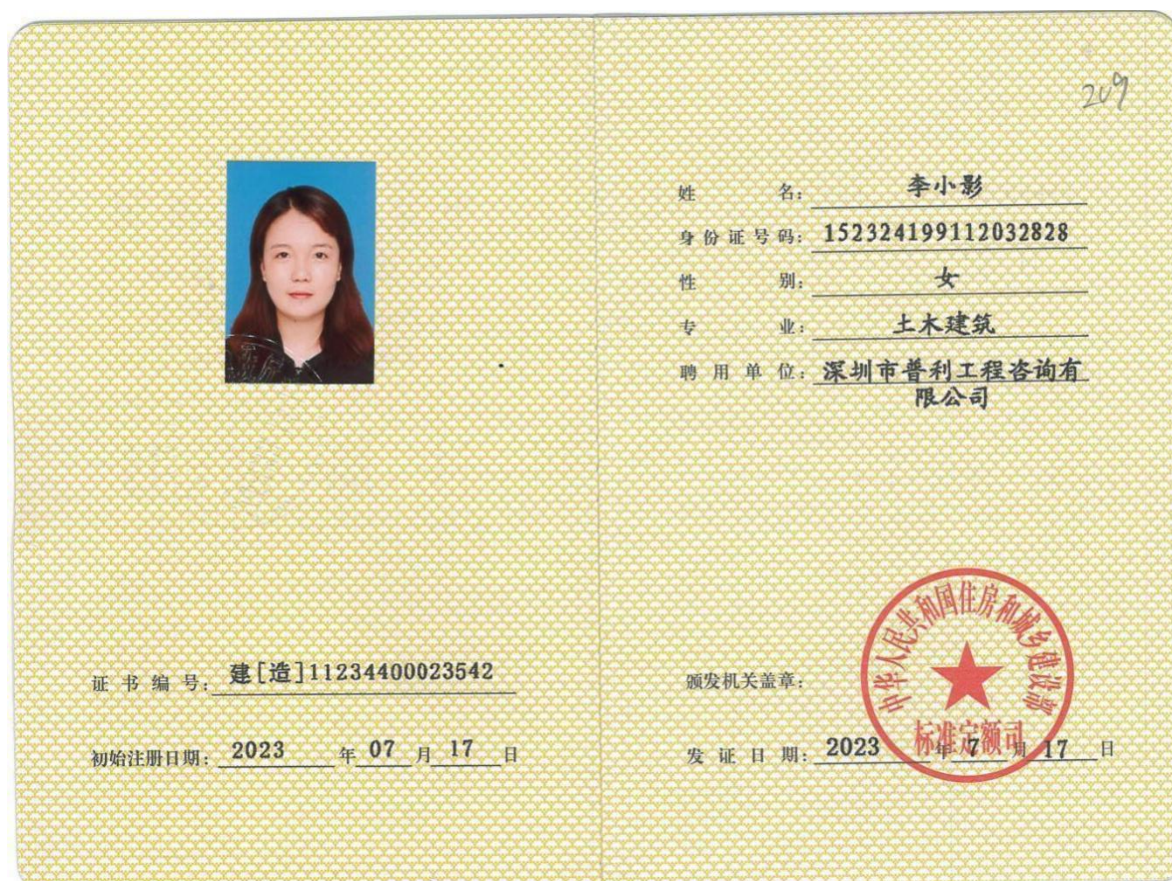 209
姓名：李小影
身份证号码：152324199112032828
性别：女
专业：土木建筑
聘用单位：深圳市普利工程咨询有
限公司
证书编号：建[造]11234400023542
初始注册日期：2023年07月17日
颁发机关盖章：
中华人民共和国住房和城乡建设部
标准定额司
发证日期：2023年7月17日